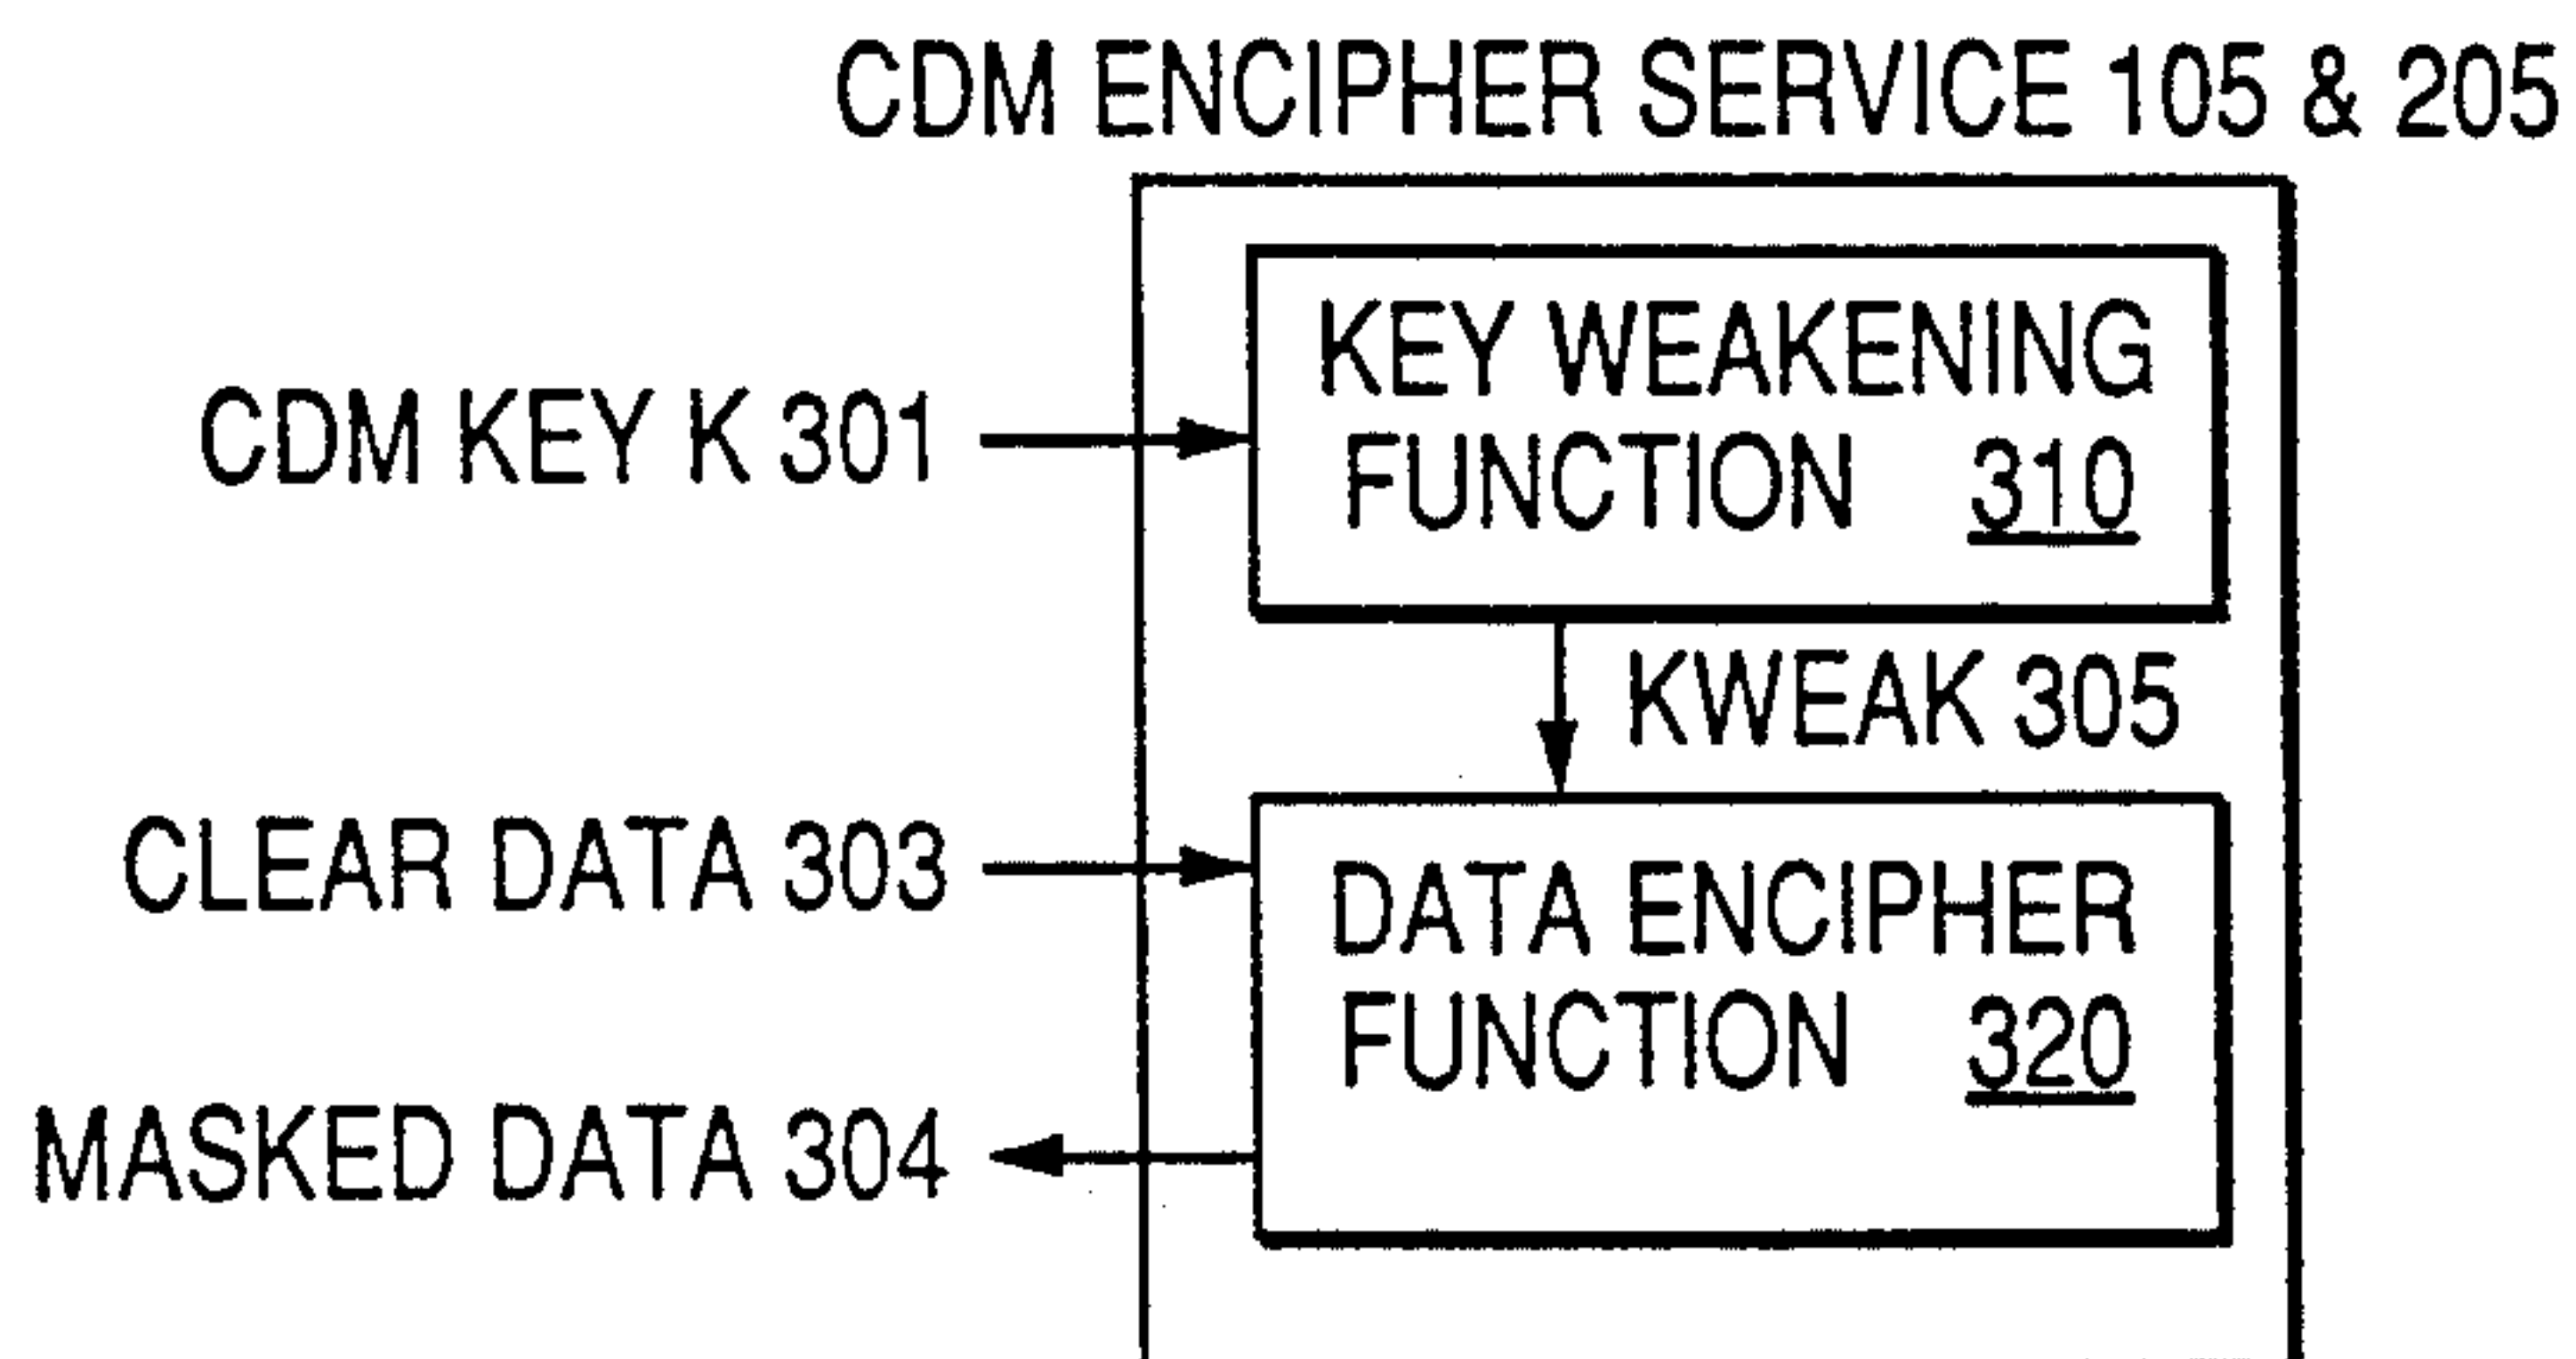 CDM ENCIPHER SERVICE 105 & 205
KEY WEAKENING
FUNCTION 310
CDM KEY K 301
KWEAK 305
CLEAR DATA 303
DATA ENCIPHER
FUNCTION 320
MASKED DATA 304